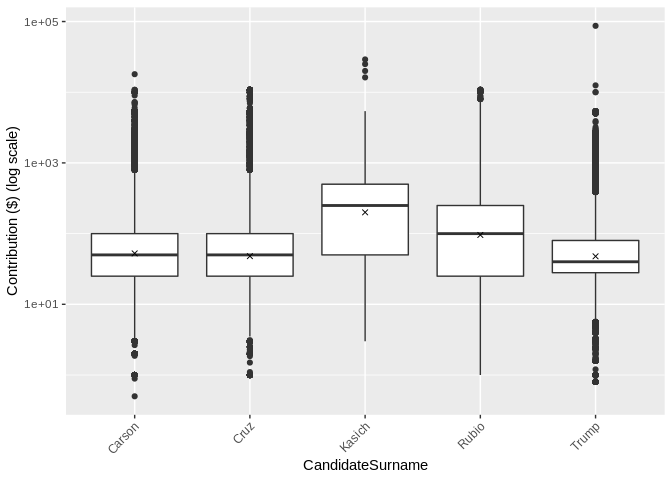 1e+05
1e+03
1e+01
Contribution ($) (log scale)
Carson
Cruz
Kasich
Rubio
Trump
CandidateSurname